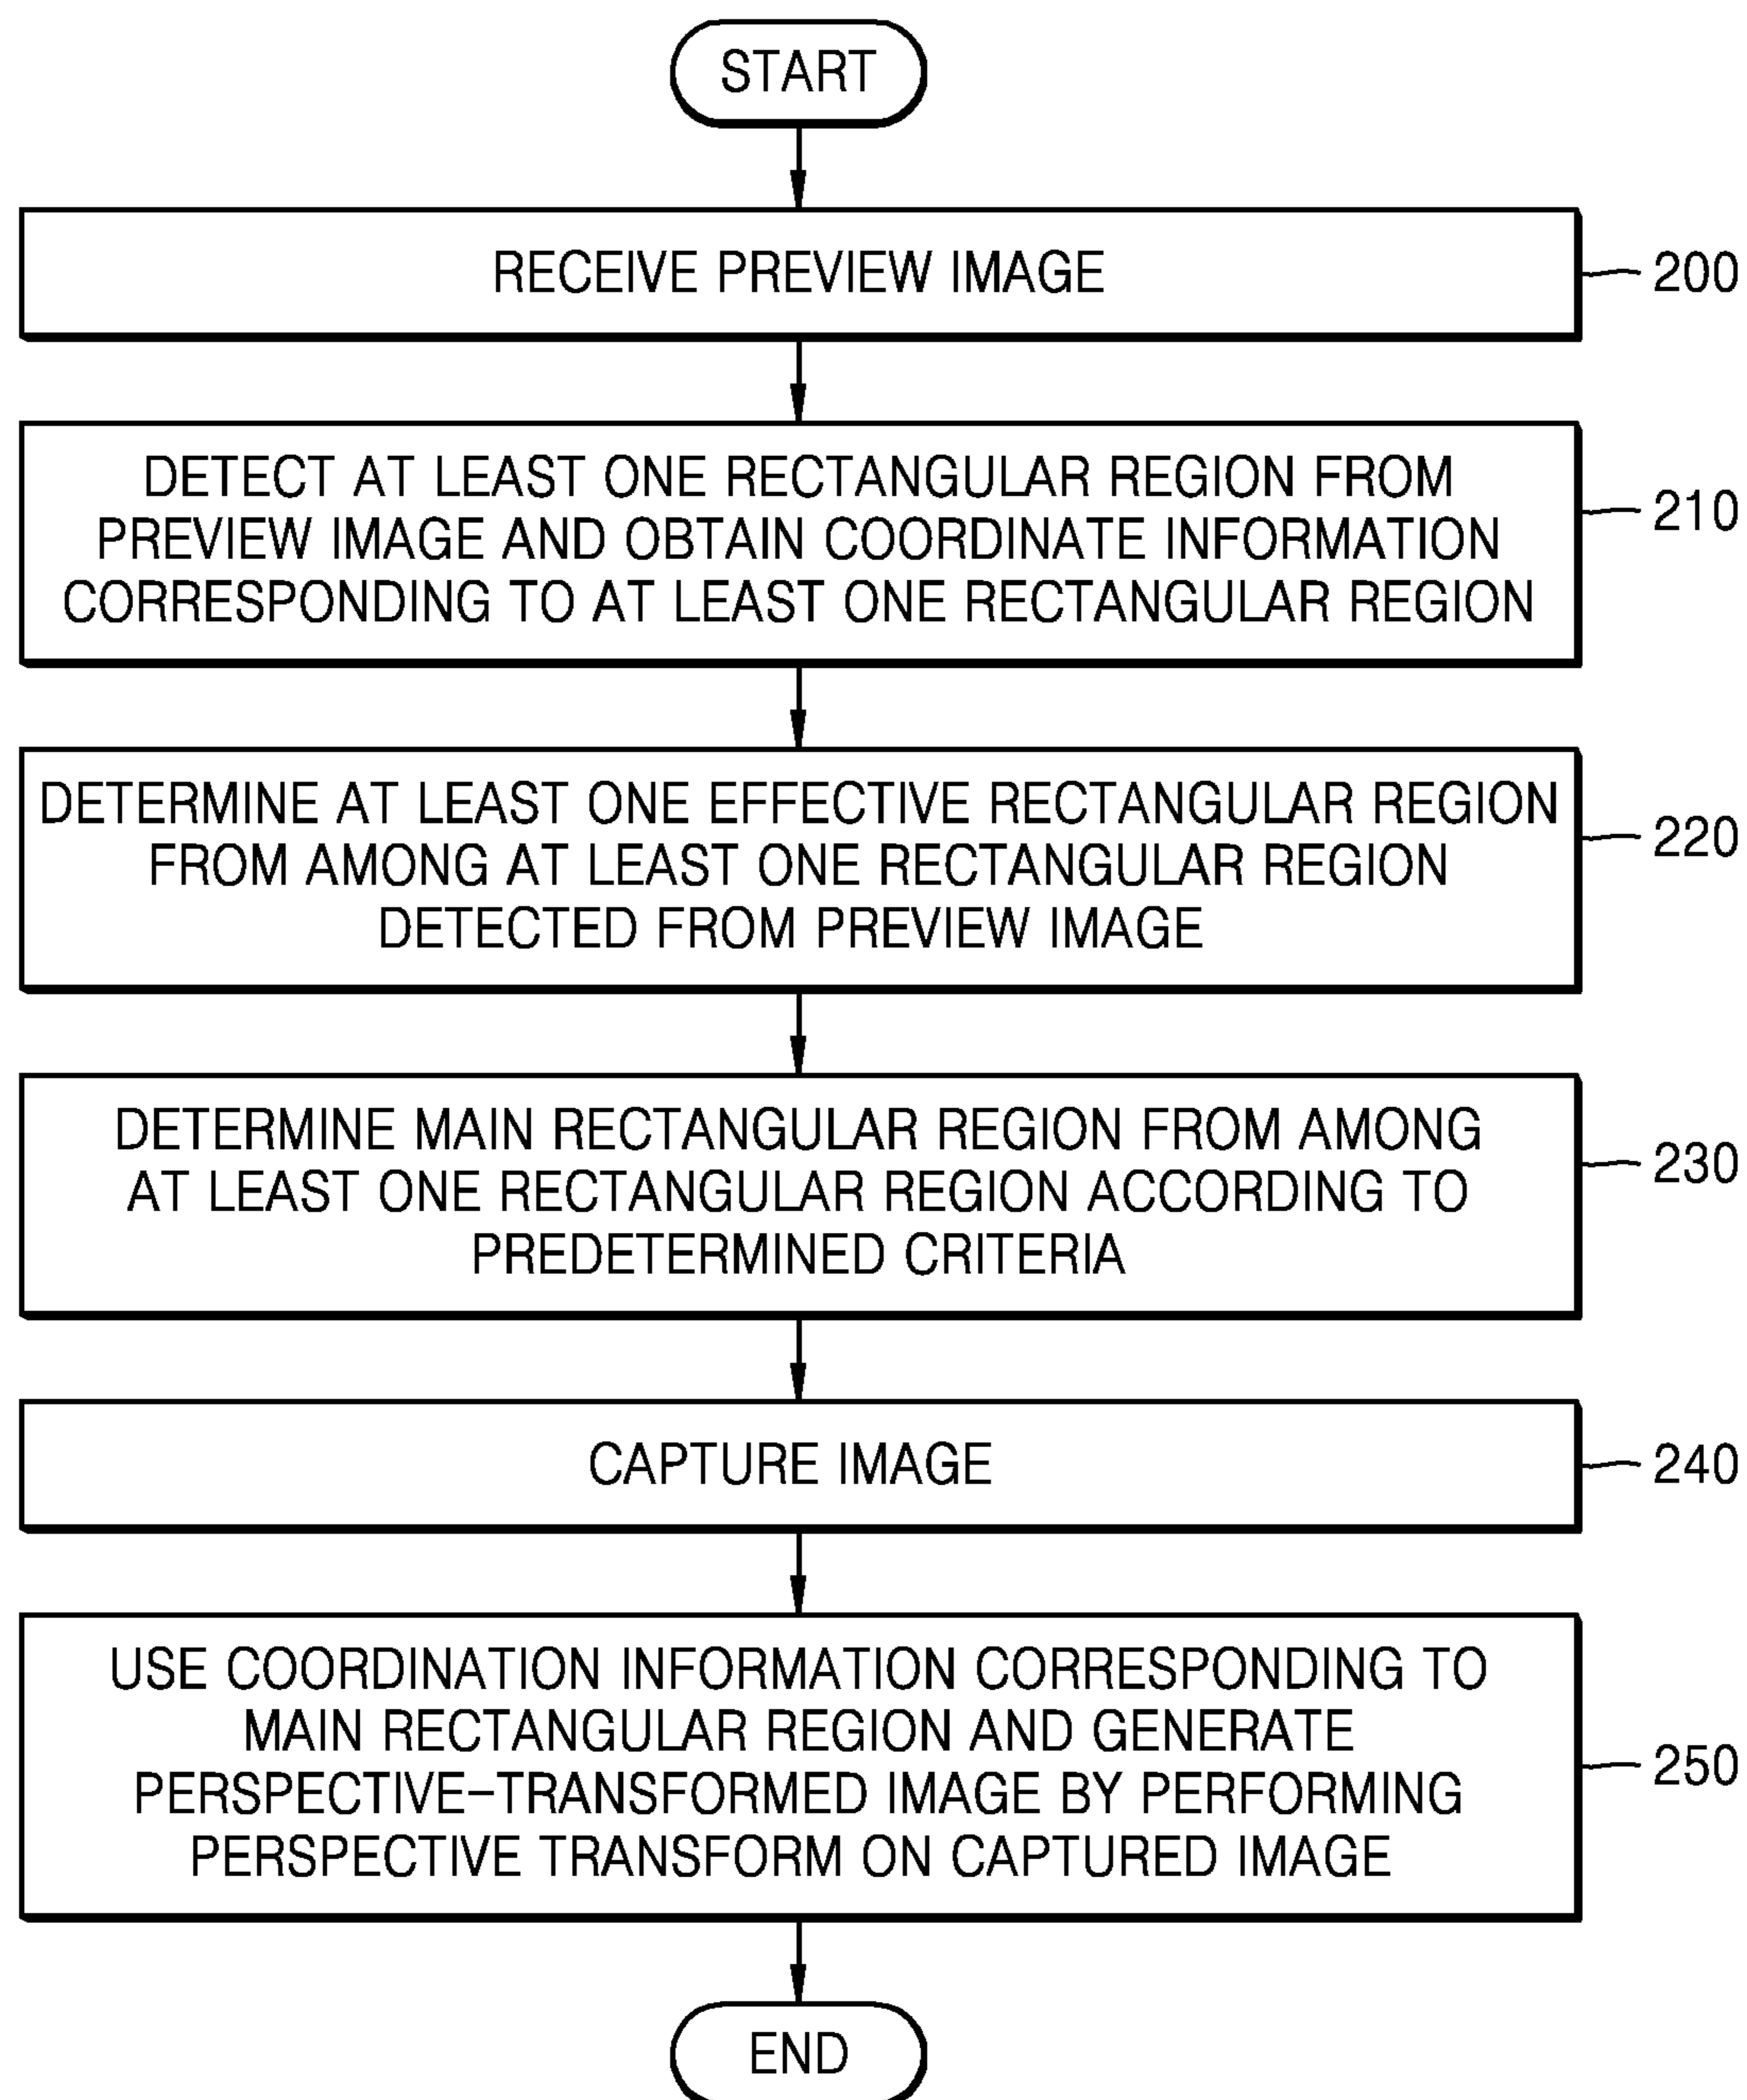 START
RECEIVE PREVIEW IMAGE
200
DETECT AT LEAST ONE RECTANGULAR REGION FROM
PREVIEW IMAGE AND OBTAIN COORDINATE INFORMATION
CORRESPONDING TO AT LEAST ONE RECTANGULAR REGION
210
DETERMINE AT LEAST ONE EFFECTIVE RECTANGULAR REGION
FROM AMONG AT LEAST ONE RECTANGULAR REGION
DETECTED FROM PREVIEW IMAGE
220
DETERMINE MAIN RECTANGULAR REGION FROM AMONG
AT LEAST ONE RECTANGULAR REGION ACCORDING TO
PREDETERMINED CRITERIA
230
CAPTURE IMAGE
240
USE COORDINATION INFORMATION CORRESPONDING TO
MAIN RECTANGULAR REGION AND GENERATE
PERSPECTIVE-TRANSFORMED IMAGE BY PERFORMING
PERSPECTIVE TRANSFORM ON CAPTURED IMAGE
250
END